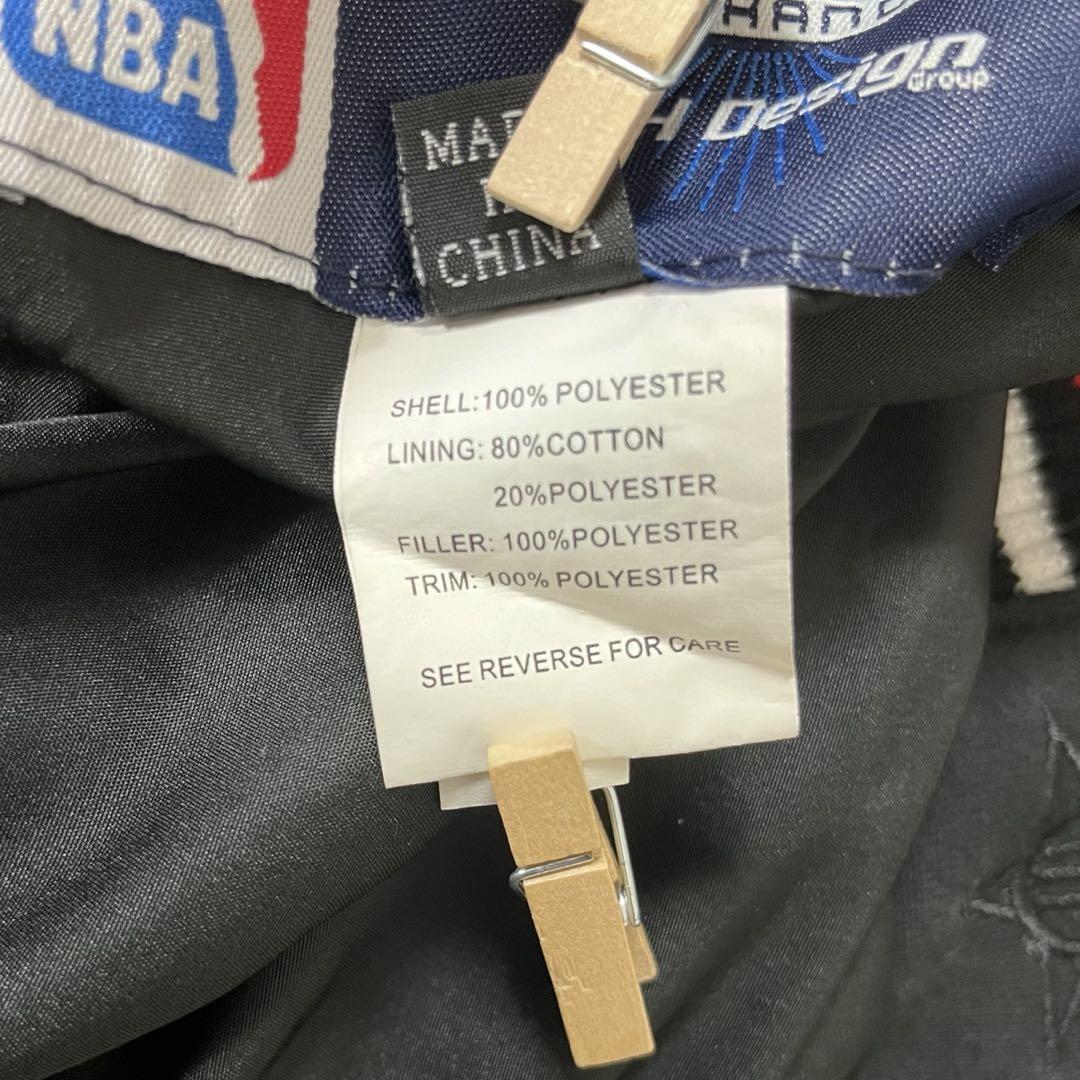 NBA
Design
group
CHINA
SHELL:100% POLYESTER
LINING: 80%COTTON
20%POLYESTER
FILLER: 100%POLYESTER
TRIM: 100% POLYESTER
SEE REVERSE FOR CARE